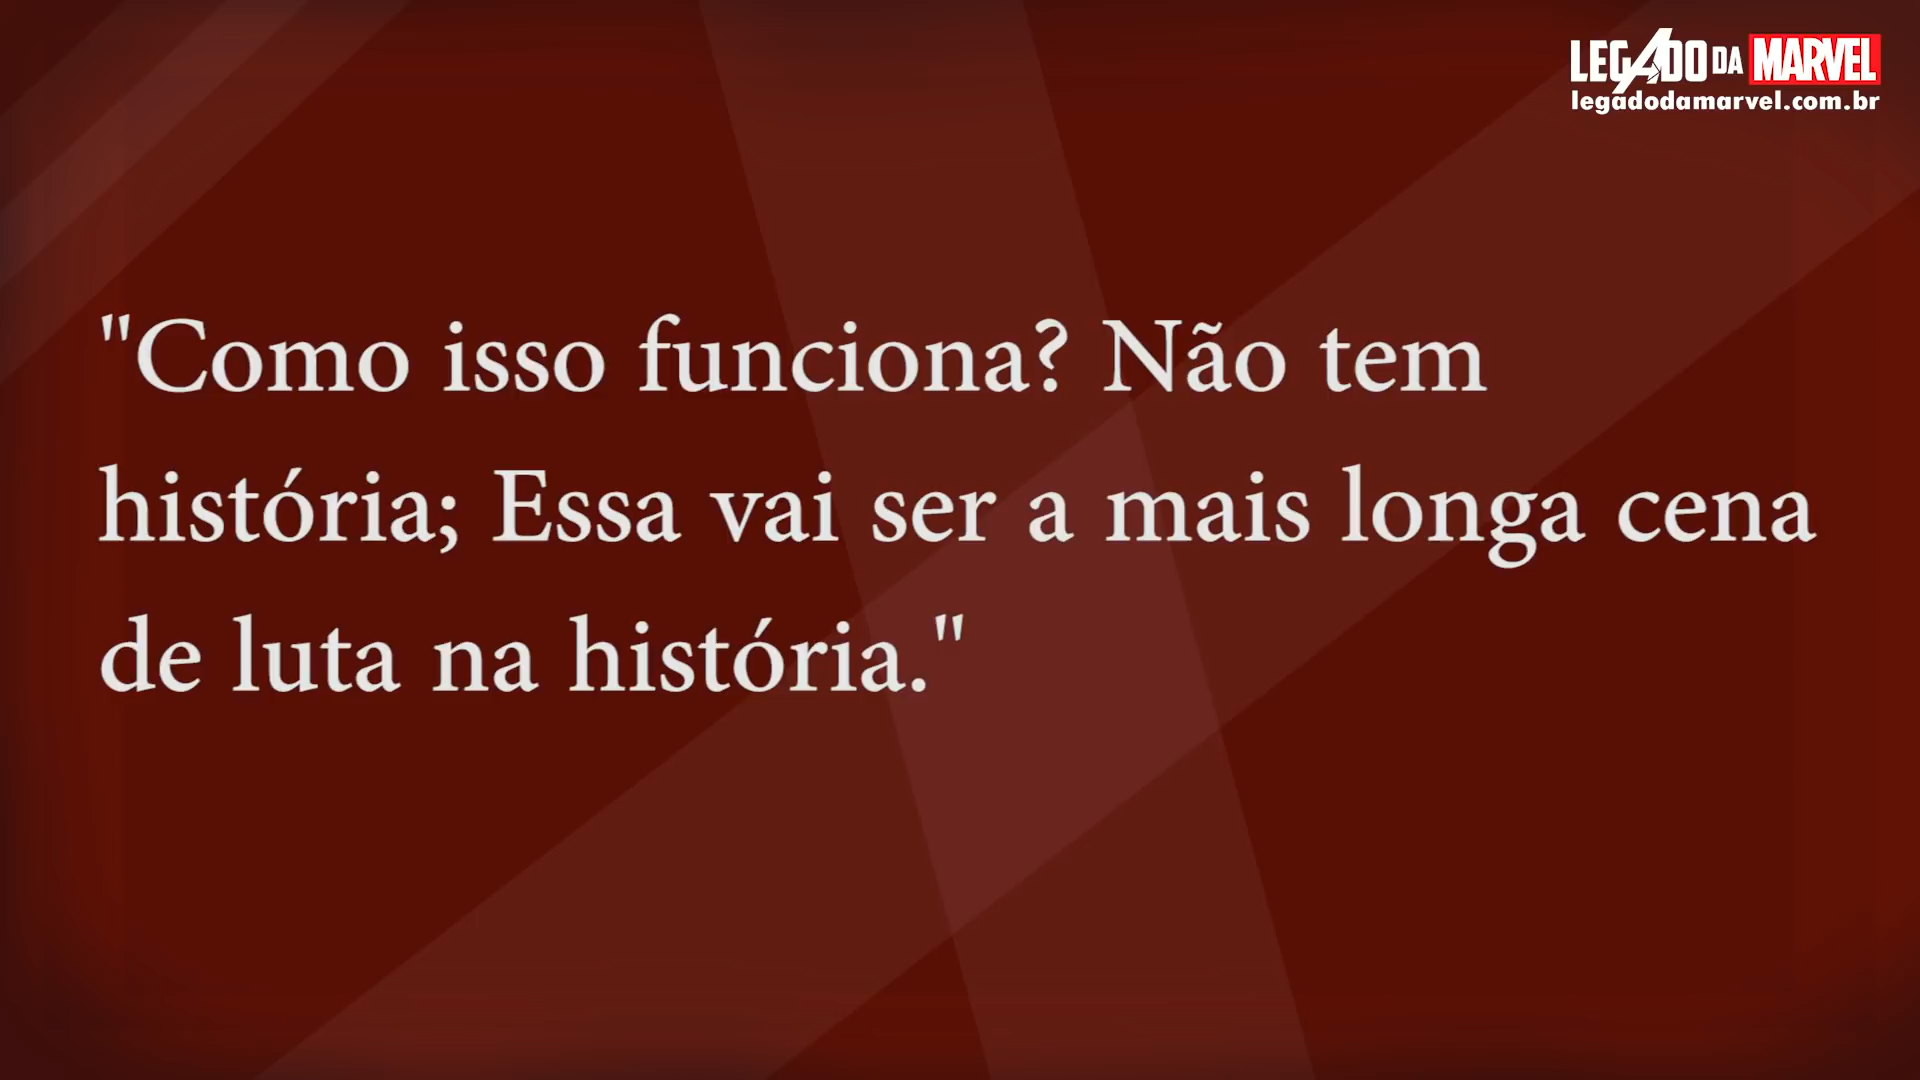 LEGADO DA MARVEL
legadodamarvel.com.br
"Como isso funciona? Não tem
história; Essa vai ser a mais longa cena
de luta na história."